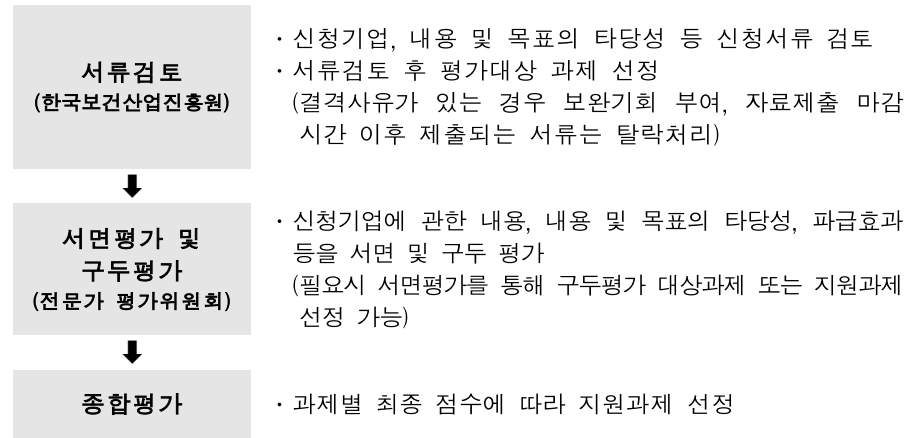 서류검토
(한국보건산업진흥원)
· 신청기업, 내용 및 목표의 타당성 등 신청서류 검토
· 서류검토 후 평가대상 과제 선정
(결격사유가 있는 경우 보완기회 부여, 자료제출 마감
시간 이후 제출되는 서류는 탈락처리)
서면평가 및
구두평가
(전문가 평가위원회)
· 신청기업에 관한 내용, 내용 및 목표의 타당성, 파급효과
등을 서면 및 구두 평가
(필요시 서면평가를 통해 구두평가 대상과제 또는 지원과제
선정 가능)
종합평가
· 과제별 최종 점수에 따라 지원과제 선정